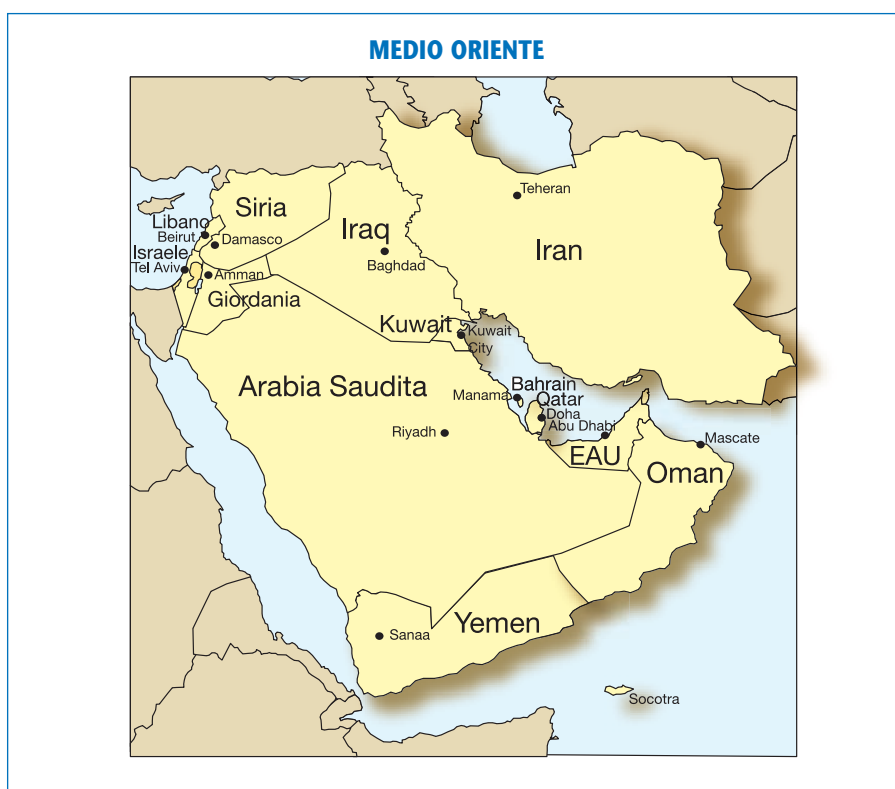 MEDIO ORIENTE
Teheran
Siria
Libano
Beirut
Damasco
Iraq
Iran
Israele
Tel Aviv
Baghdad
Amman
Giordania
Kuwait
Kuwait
City
Arabia Saudita
Bahrain
Manama
Qatar
Doha
Abu Dhabi
Riyadh
Mascate
EAU
Oman
Yemen
Sanaa
Socotra